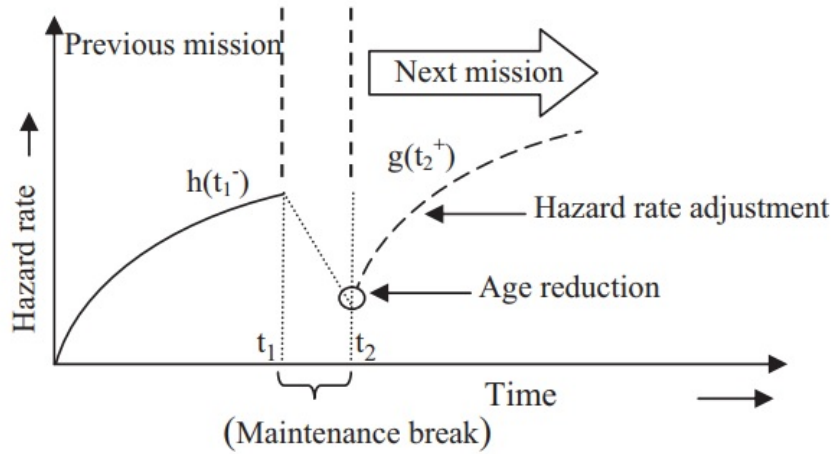 Previous mission
Next mission
h(t₁⁻)
g(t₂⁺)
Hazard rate
Hazard rate adjustment
Age reduction
t₁
t₂
Time
(Maintenance break)